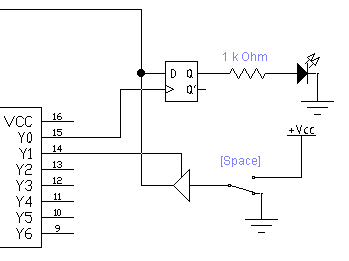 1 k Ohm
D Q
Q'
VCC 16
Y0 15
Y1 14
Y2 13
Y3 12
Y4 11
Y5 10
Y6 9
+Vcc
[Space]